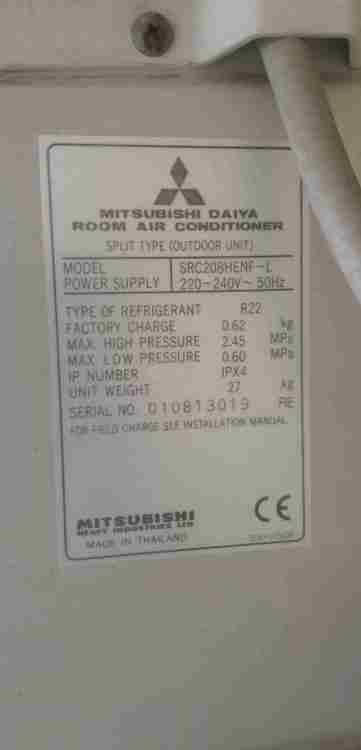 MITSUBISHI DAIYA
ROOM AIR CONDITIONER
SPLIT TYPE (OUTDOOR UNIT)
MODEL SRC208HENF-L
POWER SUPPLY 220-240V~ 50Hz
TYPE OF REFRIGERANT R22
FACTORY CHARGE 0.62 kg
MAX. HIGH PRESSURE 2.45 MPa
MAX. LOW PRESSURE 0.60 MPa
IP NUMBER IPX4
UNIT WEIGHT 27 kg
SERIAL NO. 010813019
FOR FIELD CHARGE SEE INSTALLATION MANUAL.
MITSUBISHI
HEAVY INDUSTRIES LTD
MADE IN THAILAND
CE